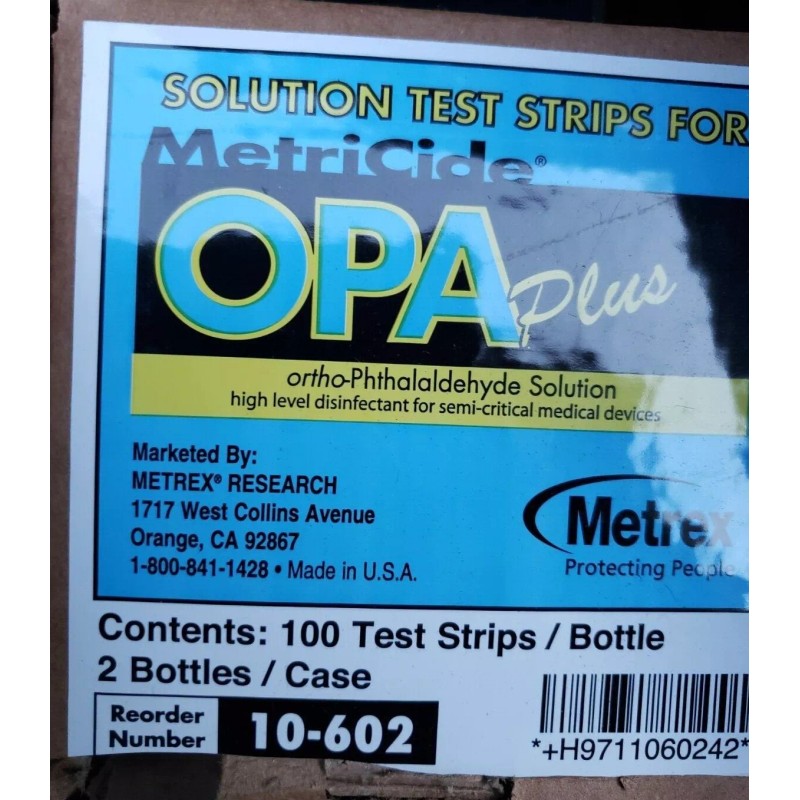 SOLUTION TEST STRIPS FOR
MetriCide®
OPA Plus
ortho-Phthalaldehyde Solution
high level disinfectant for semi-critical medical devices
Marketed By:
METREX® RESEARCH
1717 West Collins Avenue
Orange, CA 92867
1-800-841-1428 • Made in U.S.A.
Metrex
Protecting People
Contents: 100 Test Strips / Bottle
2 Bottles / Case
Reorder
Number
10-602
*+H9711060242*